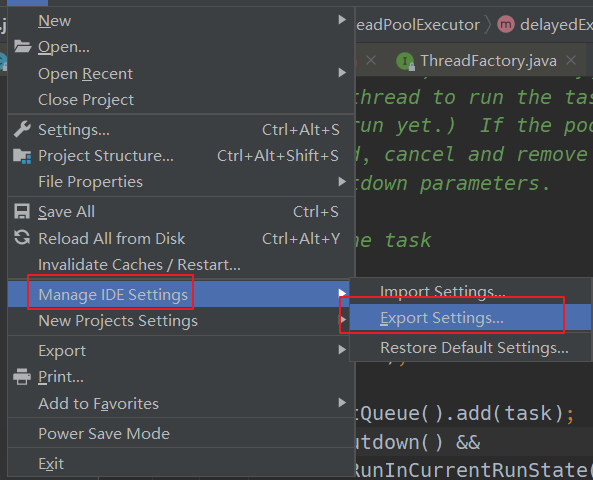 New
eadPoolExecutor
m
delayedEx
Open...
I
ThreadFactory.java
Open Recent
Close Project
thread to run the tas
Settings...
Ctrl+Alt+S
run yet.) If the poo
Project Structure...
Ctrl+Alt+Shift+S
d, cancel and remove
File Properties
tdown parameters.
Save All
Ctrl+S
Reload All from Disk
Ctrl+Alt+Y
e task
Invalidate Caches / Restart...
Manage IDE Settings
Import Settings...
New Projects Settings
Export Settings...
Export
Restore Default Settings...
Print...
Add to Favorites
tQueue().add(task);
Power Save Mode
utdown() &&
Exit
RunInCurrentRunState(